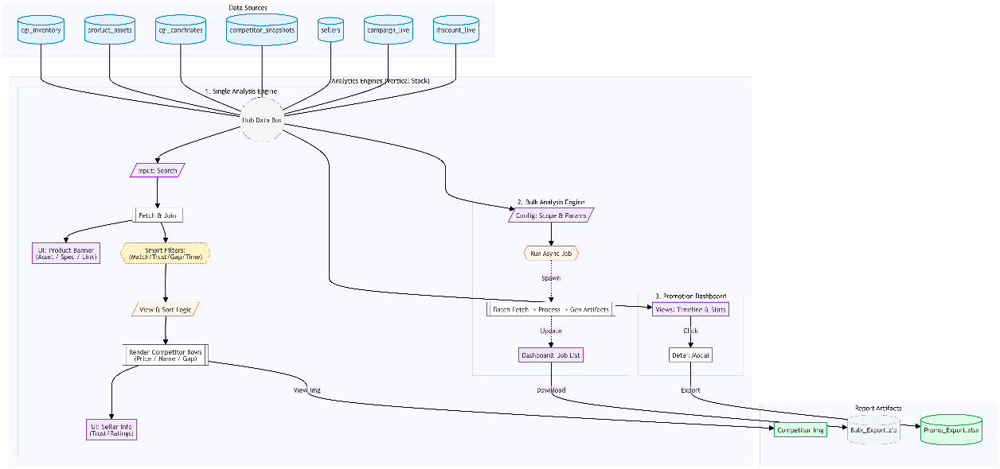 Data Sources
cgi_inventory
product_assets
cgi_candidates
competitor_snapshots
sellers
campaign_live
discount_live
Analytics Engines (Vertical Stack)
1. Single Analysis Engine
Hub Data Bus
Input: Search
Fetch & Join
UI: Product Banner
(Asset / Spec / Link)
Smart Filters:
(Match/Trust/Gap/Time)
View & Sort Logic
Render Competitor Rows
(Price / Name / Gap)
View Img
UI: Seller Info
(Trust/Ratings)
2. Bulk Analysis Engine
Config: Scope & Params
Run Async Job
Spawn
Batch Fetch -> Process -> Gen Artifacts
Update
Dashboard: Job List
Download
3. Promotion Dashboard
Views: Timeline & Stats
Click
Detail Modal
Export
Report Artifacts
Competitor Img
Bulk_Export.zip
Promo_Export.xlsx